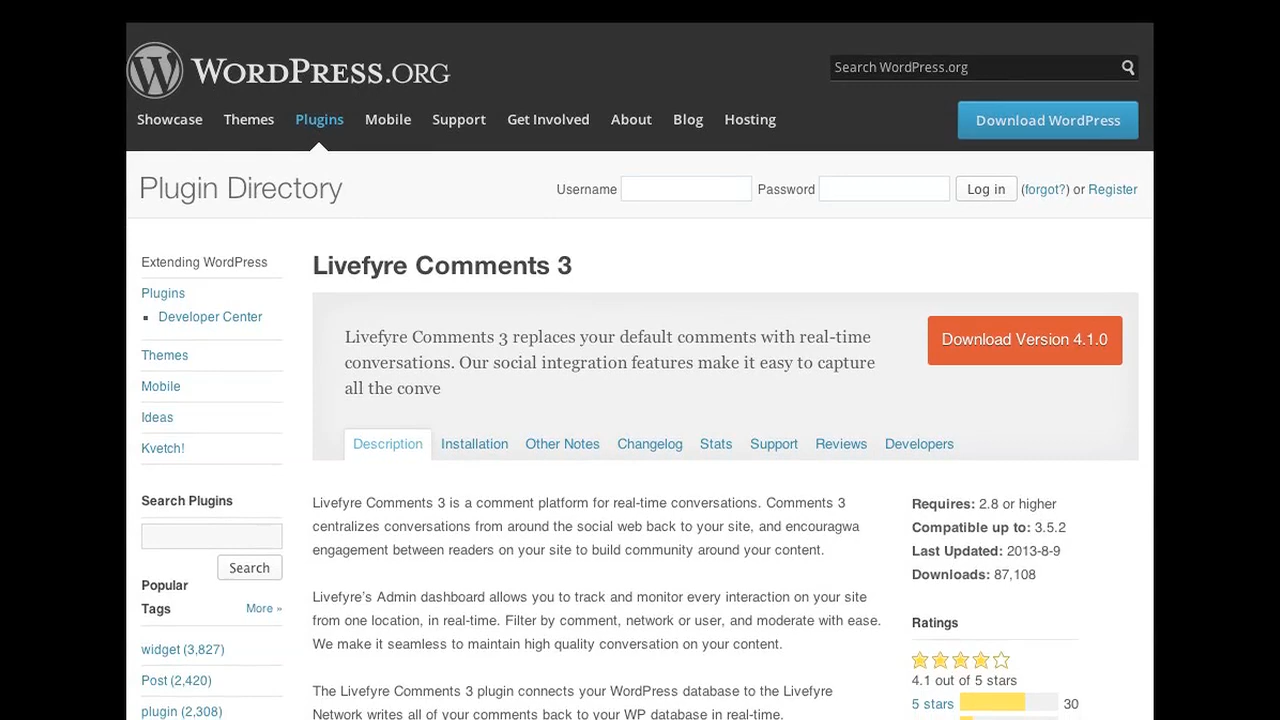 WORDPRESS.ORG
Search WordPress.org
Showcase Themes Plugins Mobile Support Get Involved About Blog Hosting
Download WordPress
Plugin Directory
Username Password Log in (forgot?) or Register
Extending WordPress
Plugins
Developer Center
Themes
Mobile
Ideas
Kvetch!
Search Plugins
Search
Popular
Tags More »
widget (3,827)
Post (2,420)
plugin (2,308)
Livefyre Comments 3
Livefyre Comments 3 replaces your default comments with real-time
conversations. Our social integration features make it easy to capture
all the conve
Download Version 4.1.0
Description Installation Other Notes Changelog Stats Support Reviews Developers
Livefyre Comments 3 is a comment platform for real-time conversations. Comments 3
centralizes conversations from around the social web back to your site, and encouragwa
engagement between readers on your site to build community around your content.
Livefyre's Admin dashboard allows you to track and monitor every interaction on your site
from one location, in real-time. Filter by comment, network or user, and moderate with ease.
We make it seamless to maintain high quality conversation on your content.
The Livefyre Comments 3 plugin connects your WordPress database to the Livefyre
Network writes all of your comments back to your WP database in real-time.
Requires: 2.8 or higher
Compatible up to: 3.5.2
Last Updated: 2013-8-9
Downloads: 87,108
Ratings
4.1 out of 5 stars
5 stars 30